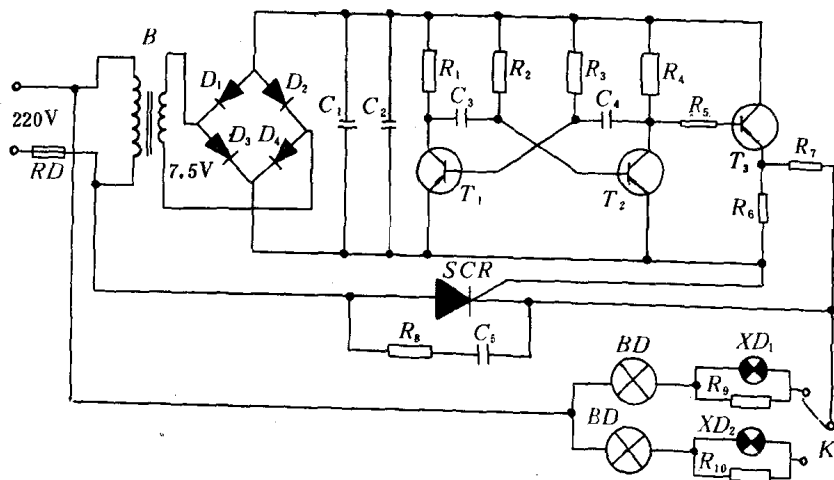 B
220V
RD
7.5V
D₁
D₂
D₃
D₄
C₁
C₂
R₁
R₂
R₃
R₄
C₃
C₄
R₅
T₁
T₂
T₃
R₇
R₆
SCR
R₈
C₅
BD
XD₁
R₉
BD
XD₂
R₁₀
K